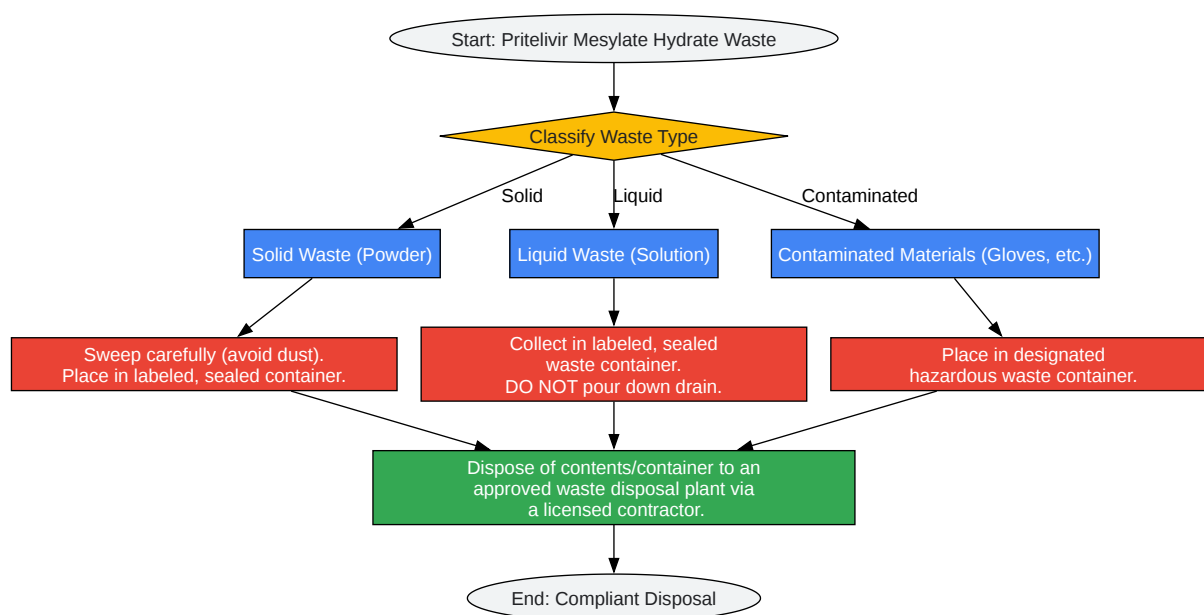 Start: Pritelivir Mesylate Hydrate Waste
Classify Waste Type
Solid
Liquid
Contaminated
Solid Waste (Powder)
Liquid Waste (Solution)
Contaminated Materials (Gloves, etc.)
Sweep carefully (avoid dust).
Place in labeled, sealed container.
Collect in labeled, sealed
waste container.
DO NOT pour down drain.
Place in designated
hazardous waste container.
Dispose of contents/container to an
approved waste disposal plant via
a licensed contractor.
End: Compliant Disposal